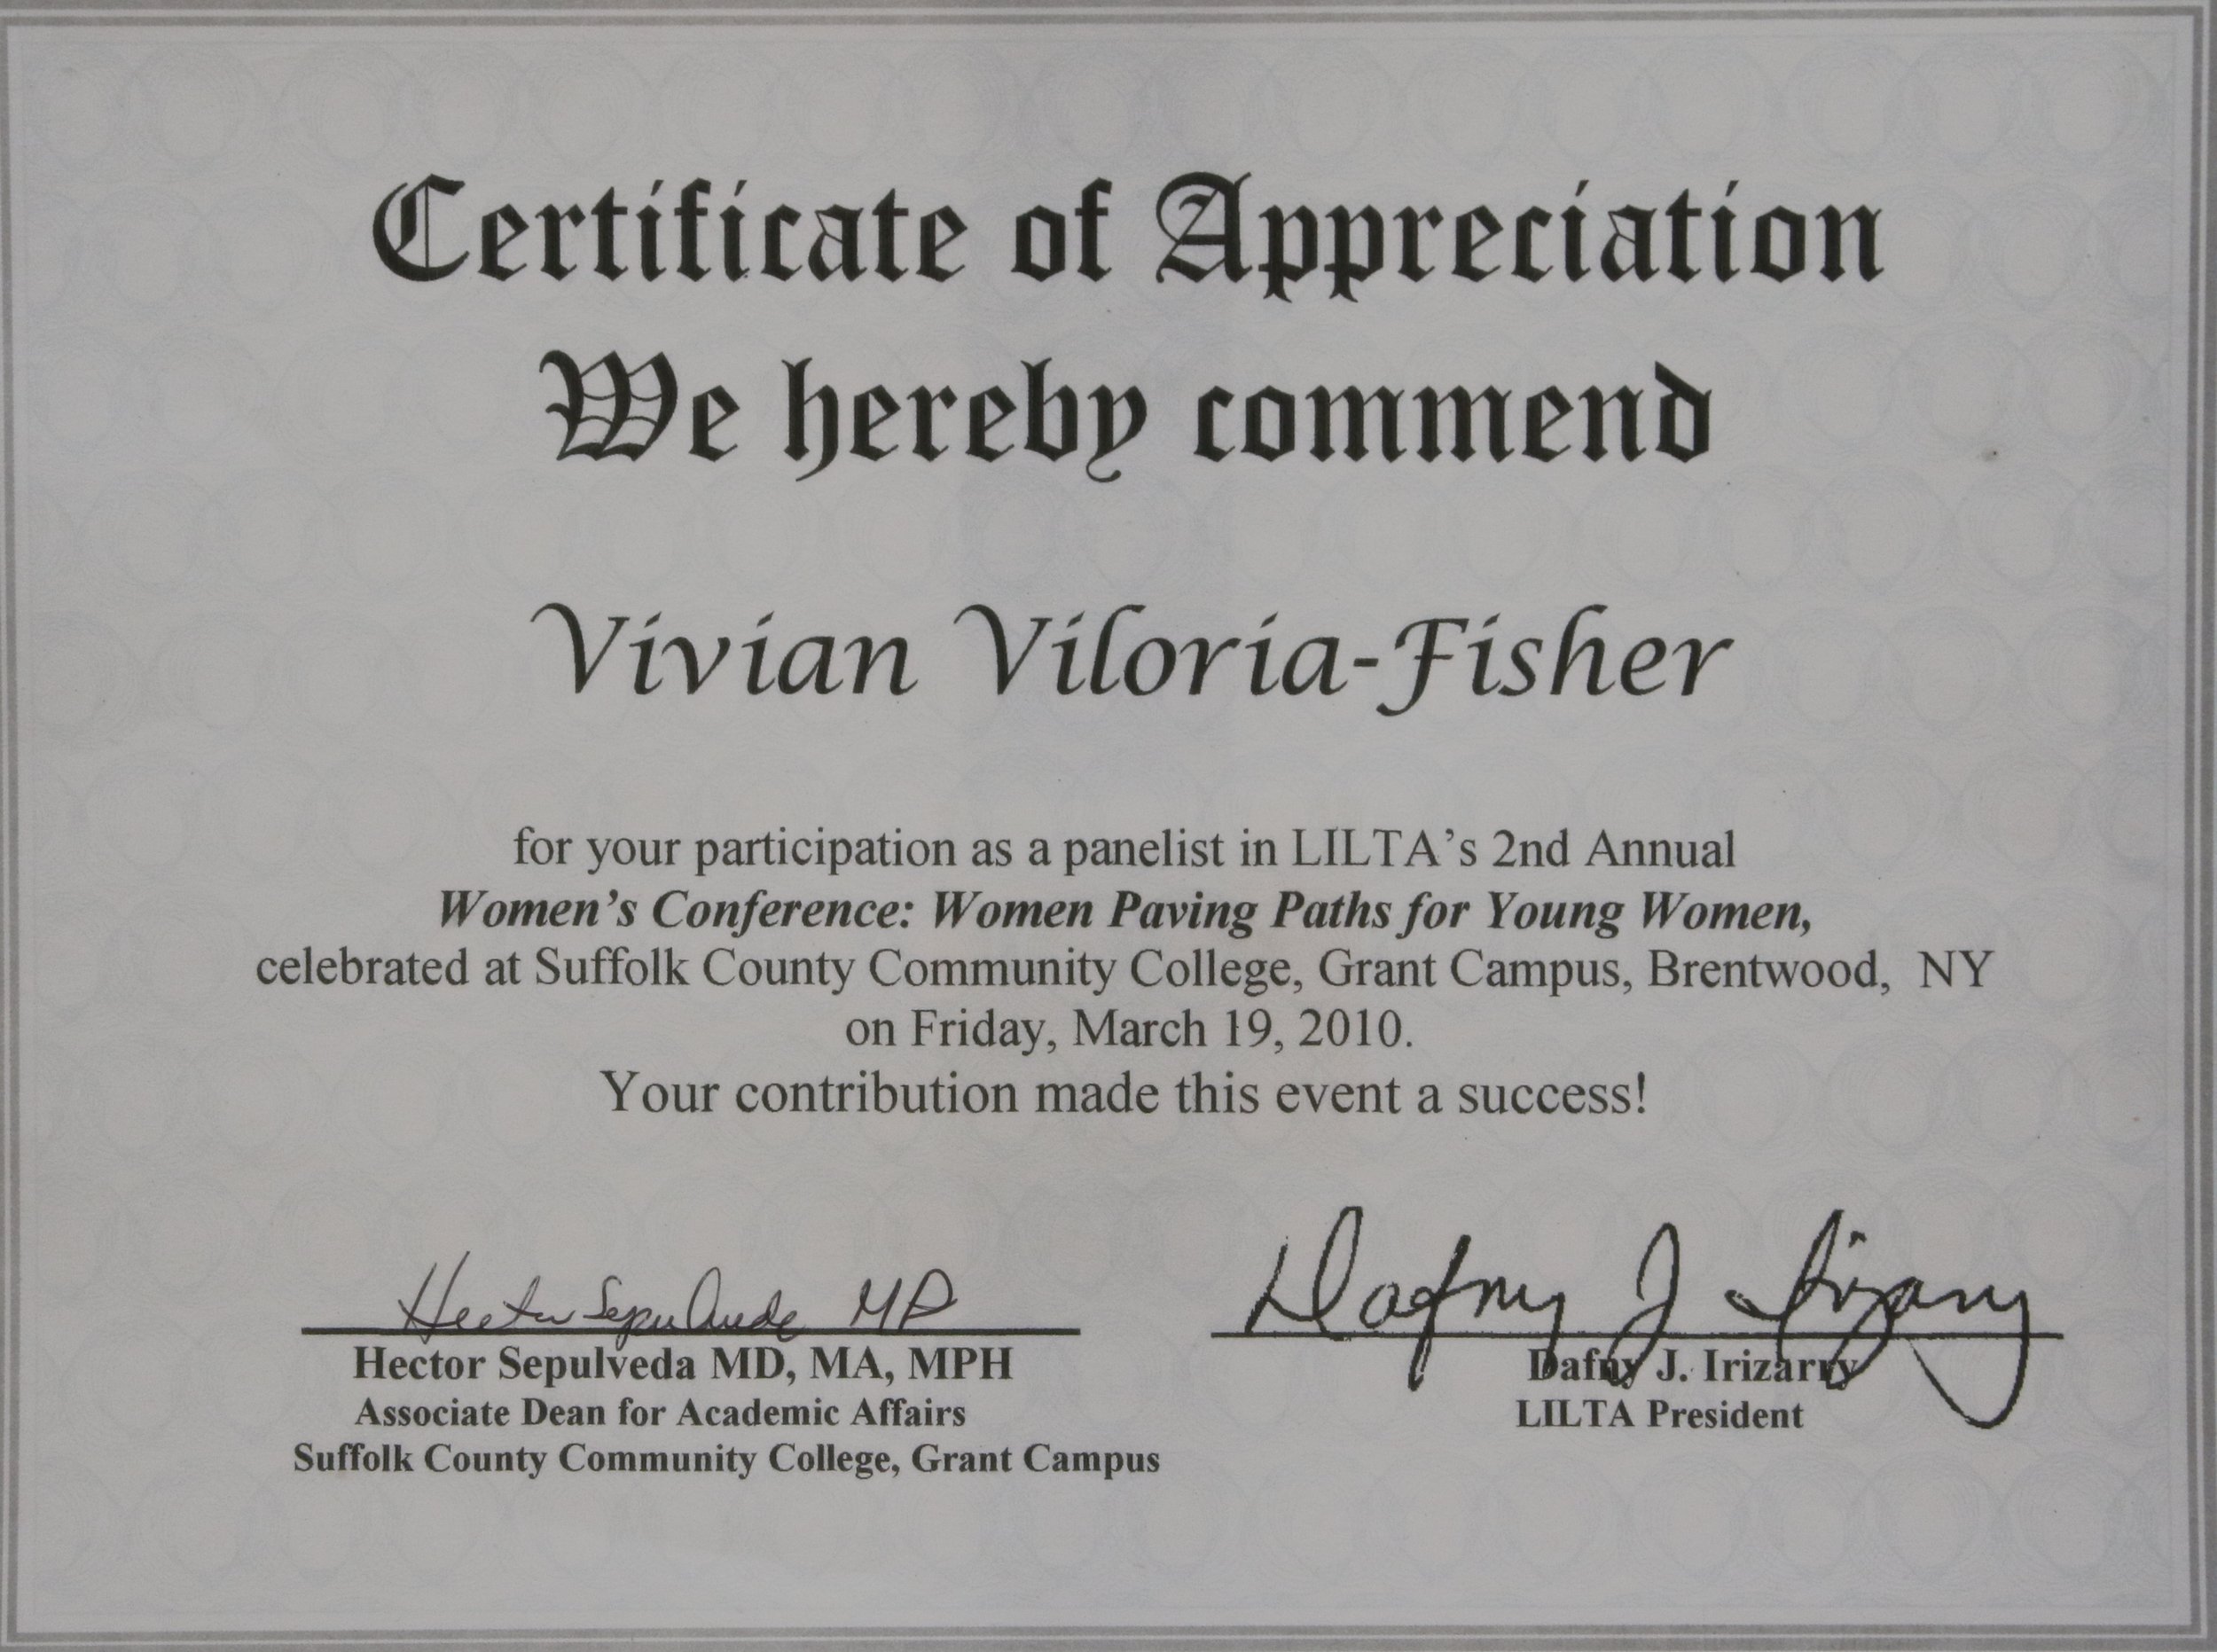 Certificate of Appreciation
We hereby commend
Vivian Viloria-Fisher
for your participation as a panelist in LILTA's 2nd Annual
Women's Conference: Women Paving Paths for Young Women,
celebrated at Suffolk County Community College, Grant Campus, Brentwood, NY
on Friday, March 19, 2010.
Your contribution made this event a success!
Hector Sepulveda MD
Hector Sepulveda MD, MA, MPH
Associate Dean for Academic Affairs
Suffolk County Community College, Grant Campus
Dafny J Irizarry
Dafny J. Irizarry
LILTA President